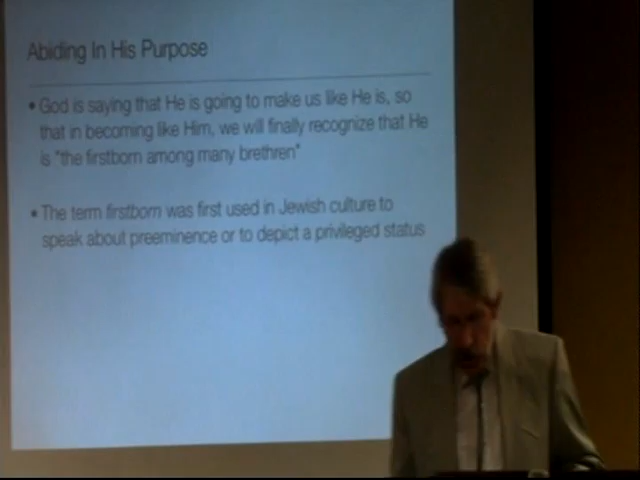 Abiding In His Purpose
• God is saying that He is going to make us like He is, so
that in becoming like Him, we will finally recognize that He
is "the firstborn among many brethren"
• The term firstborn was first used in Jewish culture to
speak about preeminence or to depict a privileged status